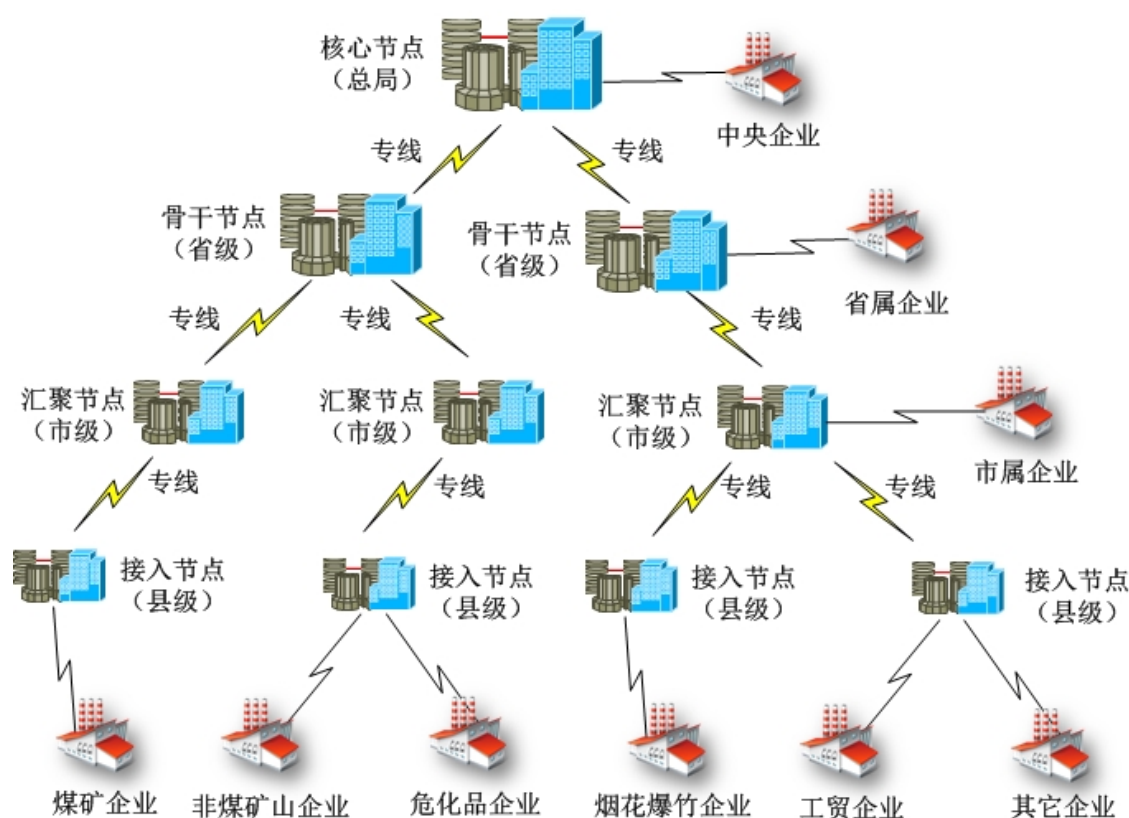 核心节点
（总局）
中央企业
专线
专线
骨干节点
（省级）
骨干节点
（省级）
省属企业
专线
专线
专线
汇聚节点
（市级）
汇聚节点
（市级）
汇聚节点
（市级）
市属企业
专线
专线
专线
专线
接入节点
（县级）
接入节点
（县级）
接入节点
（县级）
接入节点
（县级）
煤矿企业
非煤矿山企业
危化品企业
烟花爆竹企业
工贸企业
其它企业